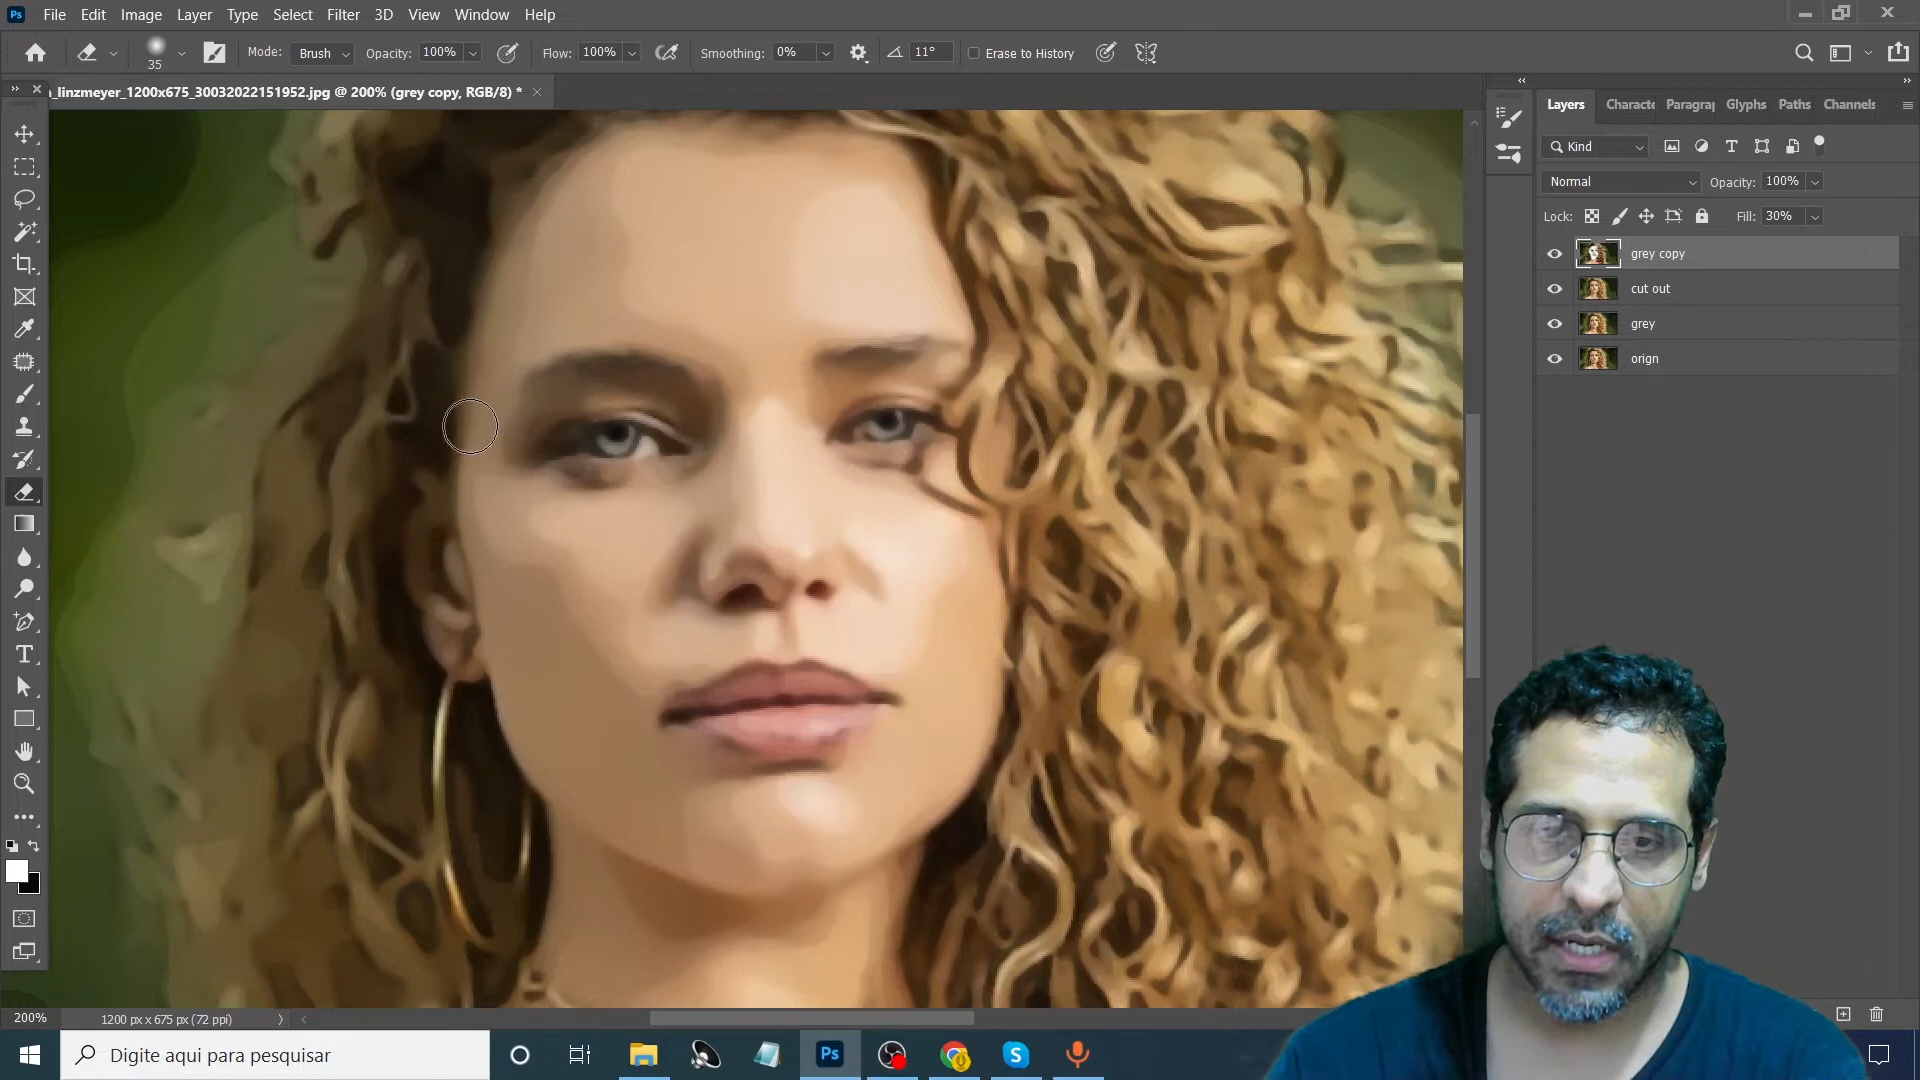 Ps File Edit Image Layer Type Select Filter 3D View Window Help
35 Mode: Brush Opacity: 100% Flow: 100% Smoothing: 0% 11° Erase to History
_linzmeyer_1200x675_30032022151952.jpg @ 200% (grey copy, RGB/8) *
Layers Characte Paragra Glyphs Paths Channels
Kind
Normal Opacity: 100%
Lock: Fill: 30%
grey copy
cut out
grey
orign
200% 1200 px x 675 px (72 ppi)
Digite aqui para pesquisar
Ps